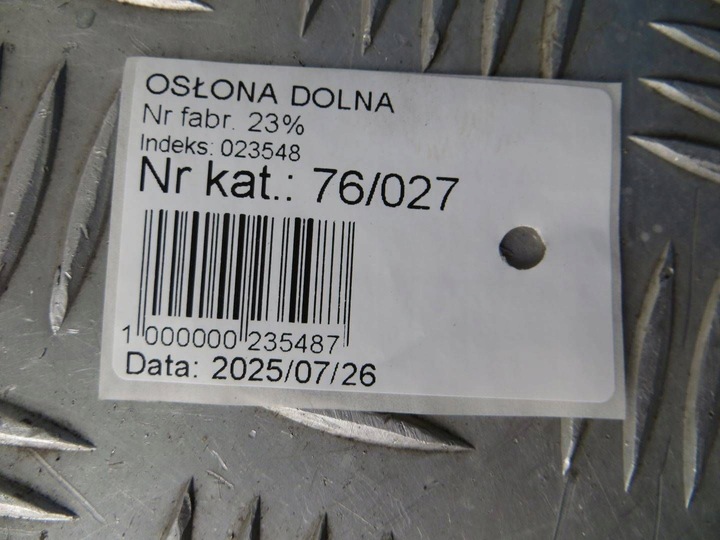 OSŁONA DOLNA
Nr fabr. 23%
Indeks: 023548
Nr kat.: 76/027
1 000000 235487
Data: 2025/07/26